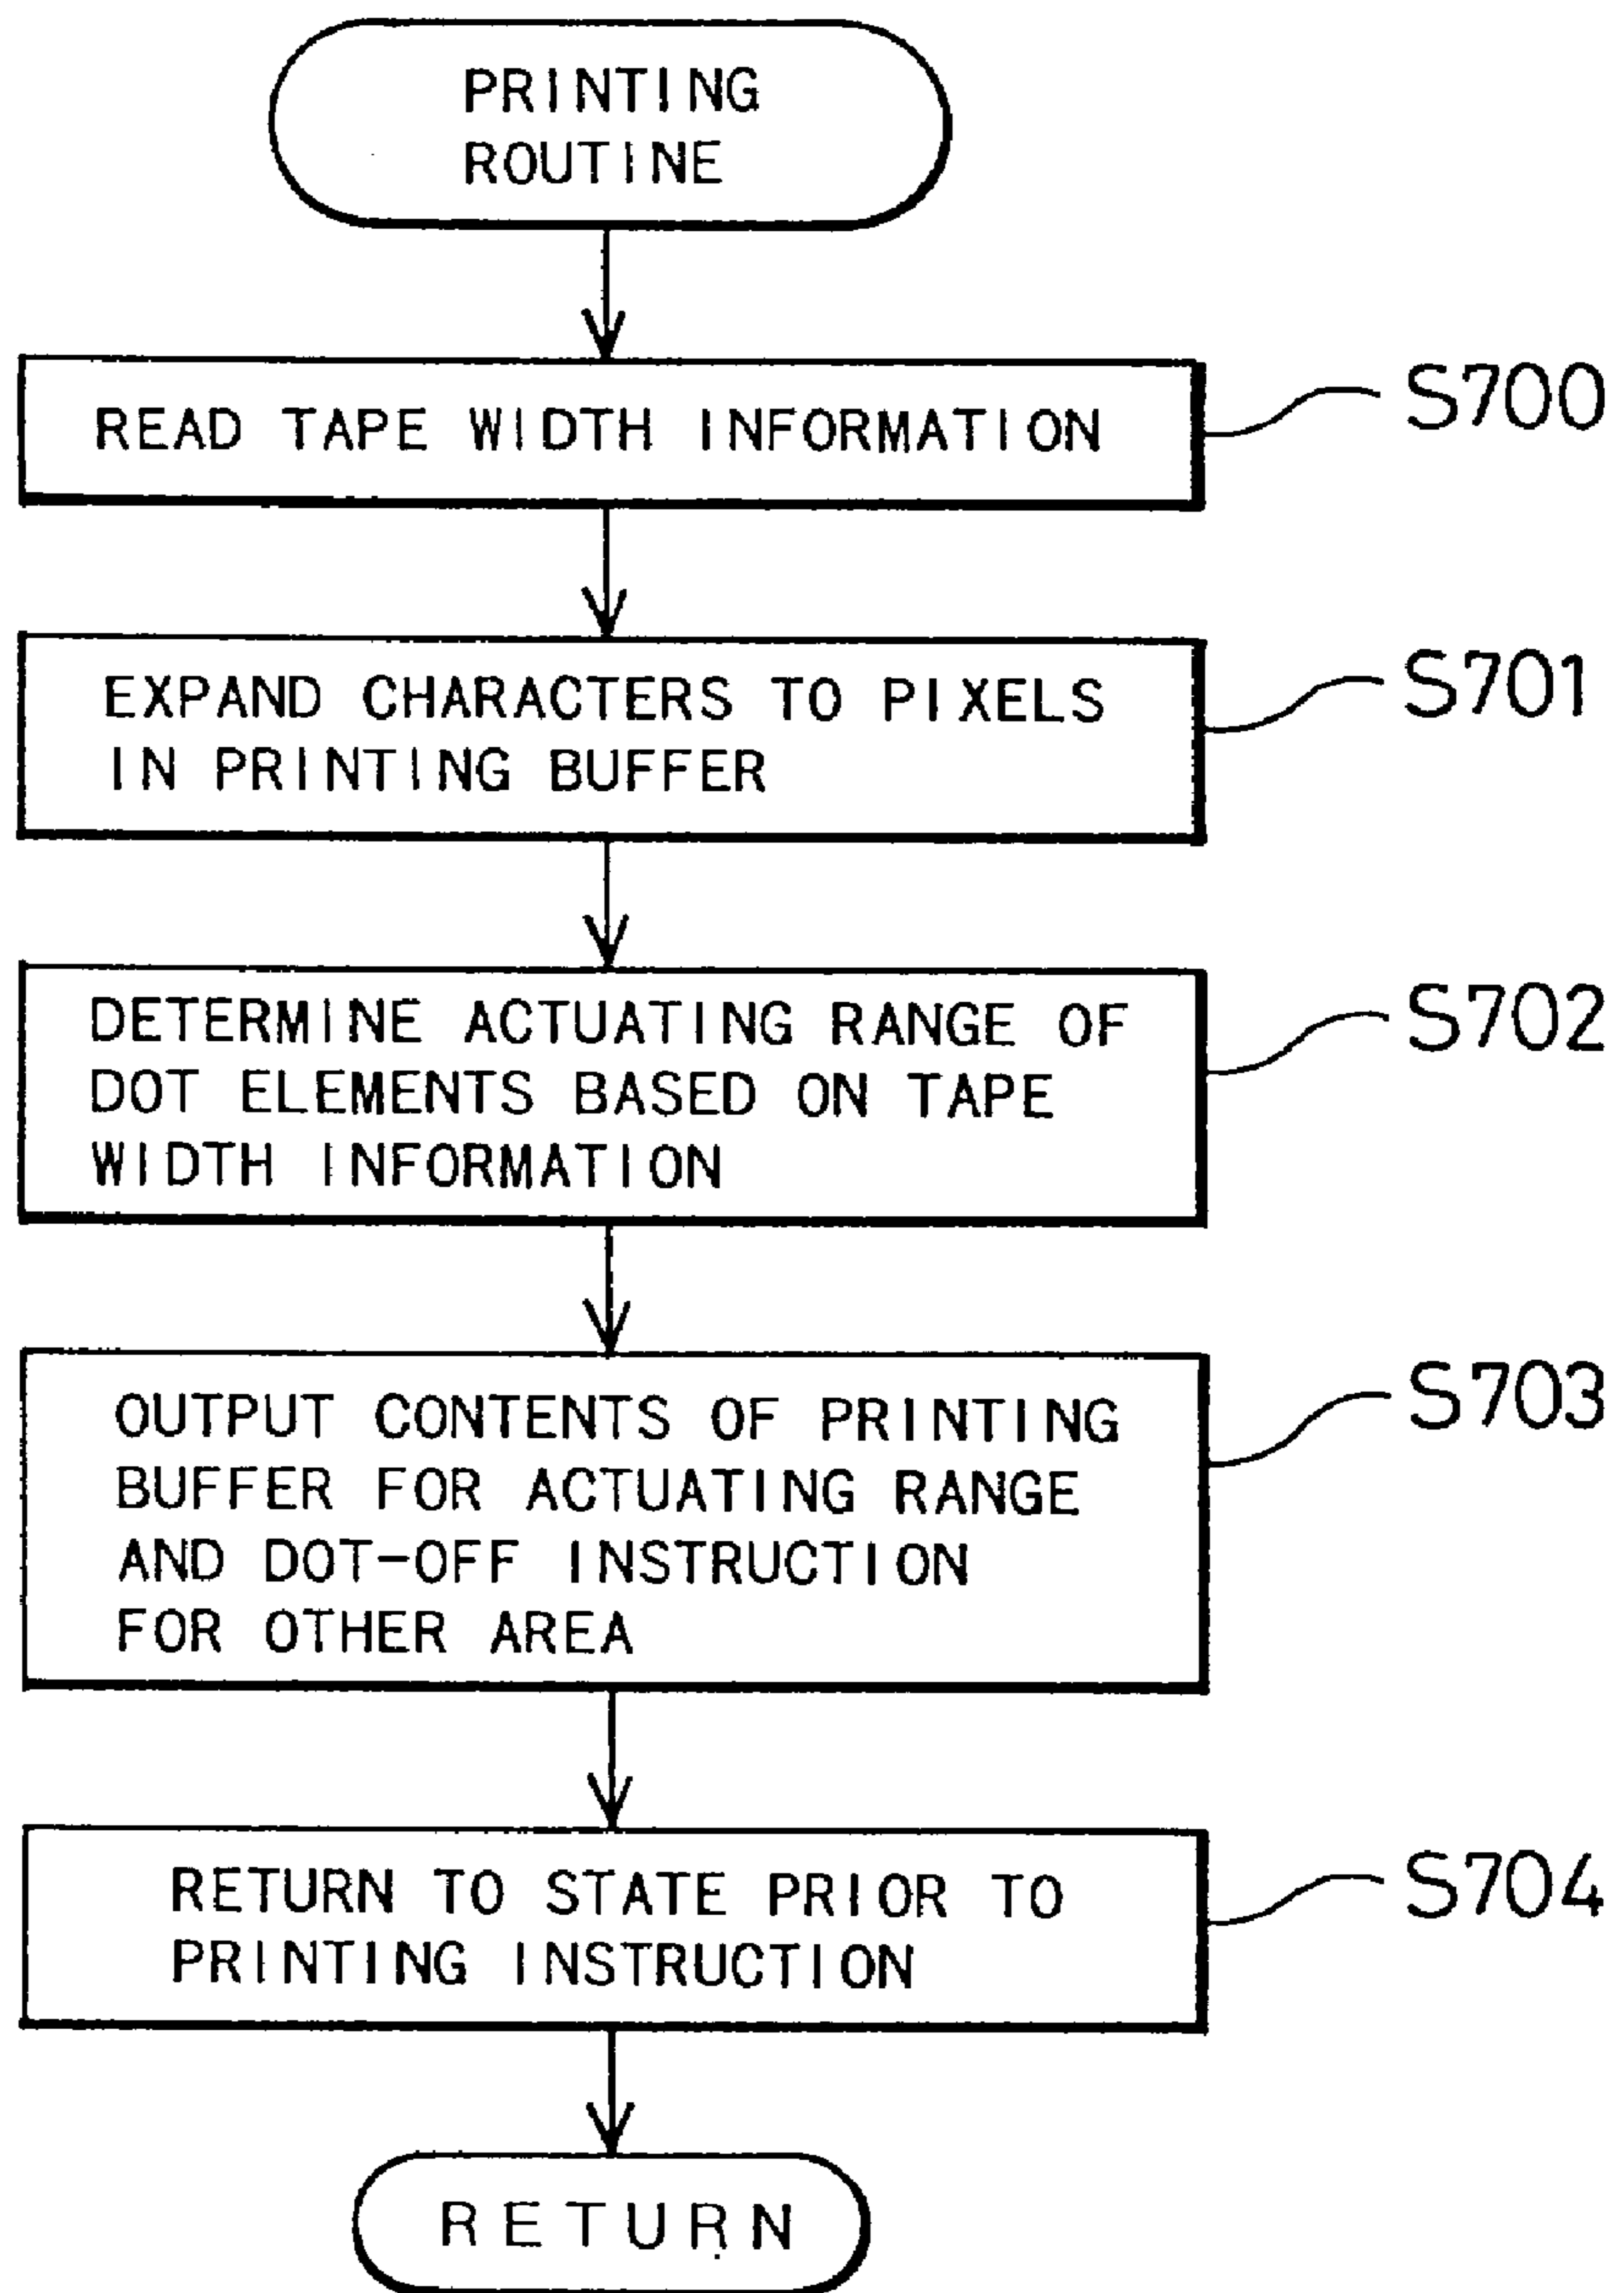 PRINTING
ROUTINE
READ TAPE WIDTH INFORMATION
S700
EXPAND CHARACTERS TO PIXELS
IN PRINTING BUFFER
S701
DETERMINE ACTUATING RANGE OF
DOT ELEMENTS BASED ON TAPE
WIDTH INFORMATION
S702
OUTPUT CONTENTS OF PRINTING
BUFFER FOR ACTUATING RANGE
AND DOT-OFF INSTRUCTION
FOR OTHER AREA
S703
RETURN TO STATE PRIOR TO
PRINTING INSTRUCTION
S704
RETURN